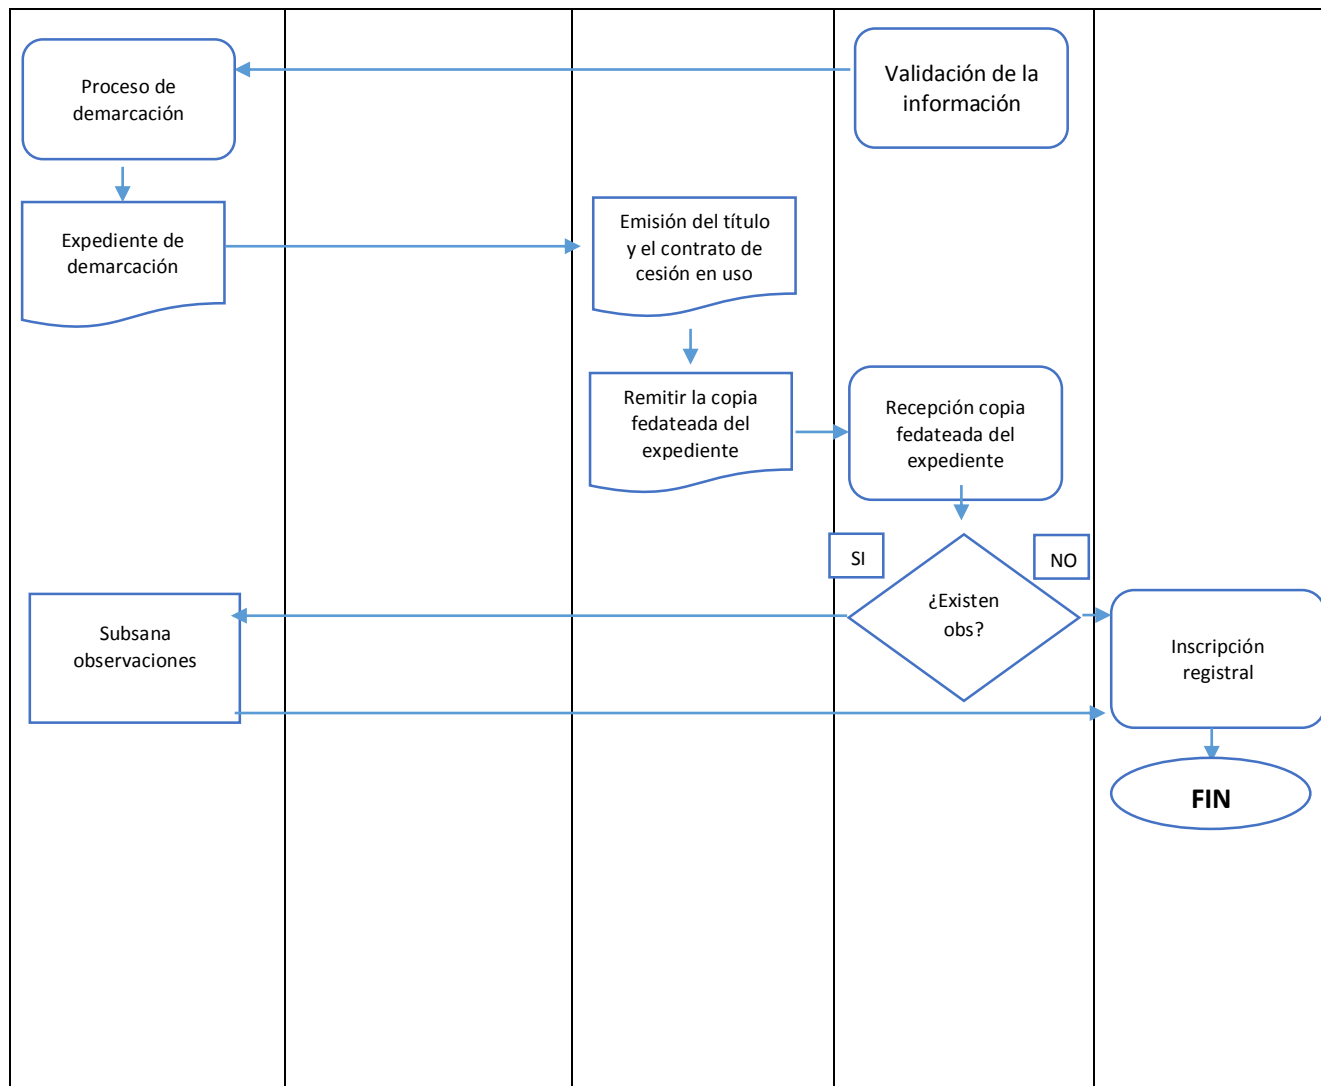 Proceso de
demarcación
Validación de la
información
Expediente de
demarcación
Emisión del título
y el contrato de
cesión en uso
Remitir la copia
fedateada del
expediente
Recepción copia
fedateada del
expediente
SI
NO
¿Existen
obs?
Subsana
observaciones
Inscripción
registral
FIN